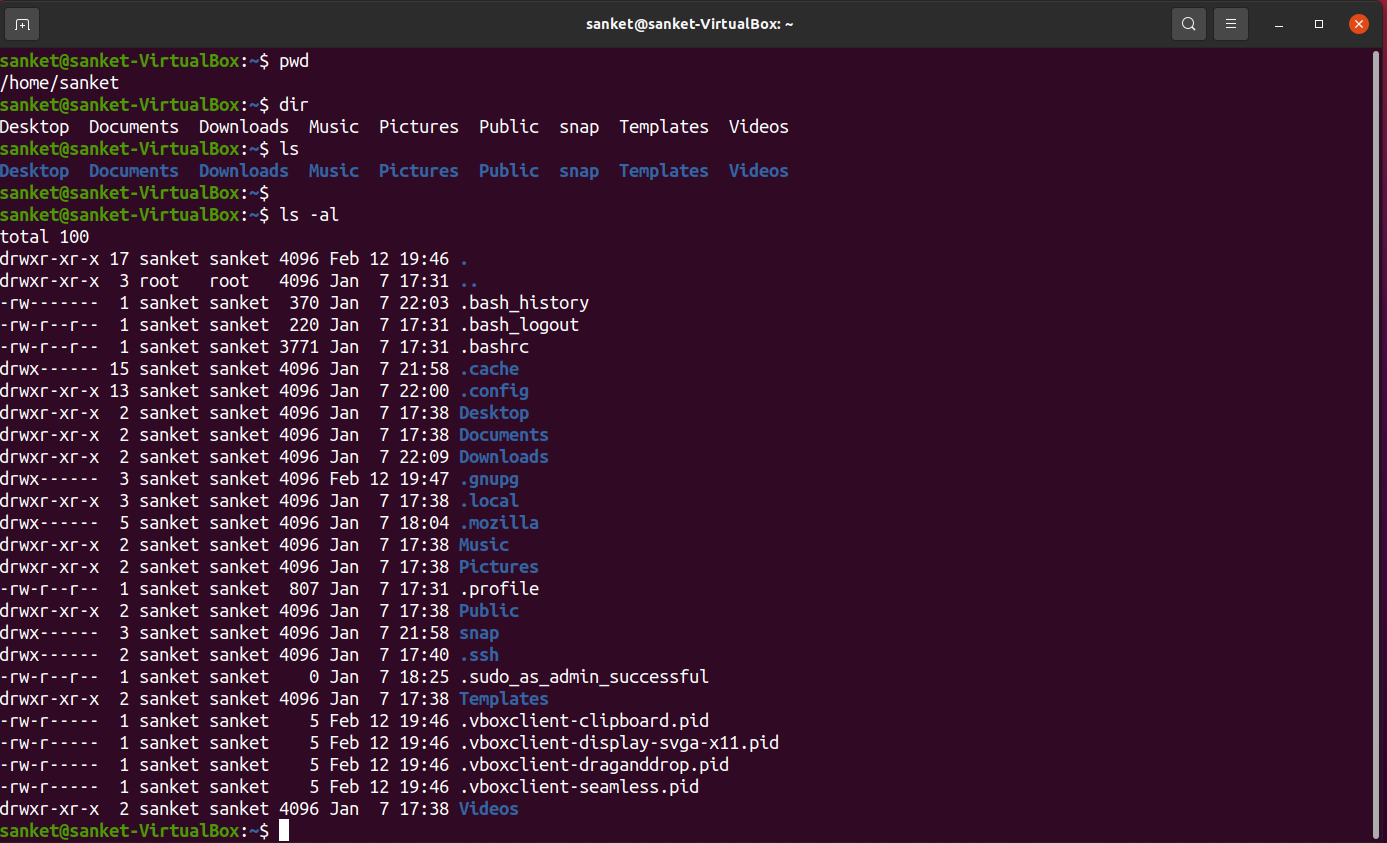 sanket@sanket-VirtualBox: ~
sanket@sanket-VirtualBox:~$ pwd
/home/sanket
sanket@sanket-VirtualBox:~$ dir
Desktop  Documents  Downloads  Music  Pictures  Public  snap  Templates  Videos
sanket@sanket-VirtualBox:~$ ls
Desktop  Documents  Downloads  Music  Pictures  Public  snap  Templates  Videos
sanket@sanket-VirtualBox:~$
sanket@sanket-VirtualBox:~$ ls -al
total 100
drwxr-xr-x 17 sanket sanket 4096 Feb 12 19:46 .
drwxr-xr-x  3 root   root   4096 Jan  7 17:31 ..
-rw-------  1 sanket sanket  370 Jan  7 22:03 .bash_history
-rw-r--r--  1 sanket sanket  220 Jan  7 17:31 .bash_logout
-rw-r--r--  1 sanket sanket 3771 Jan  7 17:31 .bashrc
drwx------ 15 sanket sanket 4096 Jan  7 21:58 .cache
drwxr-xr-x 13 sanket sanket 4096 Jan  7 22:00 .config
drwxr-xr-x  2 sanket sanket 4096 Jan  7 17:38 Desktop
drwxr-xr-x  2 sanket sanket 4096 Jan  7 17:38 Documents
drwxr-xr-x  2 sanket sanket 4096 Jan  7 22:09 Downloads
drwx------  3 sanket sanket 4096 Feb 12 19:47 .gnupg
drwxr-xr-x  3 sanket sanket 4096 Jan  7 17:38 .local
drwx------  5 sanket sanket 4096 Jan  7 18:04 .mozilla
drwxr-xr-x  2 sanket sanket 4096 Jan  7 17:38 Music
drwxr-xr-x  2 sanket sanket 4096 Jan  7 17:38 Pictures
-rw-r--r--  1 sanket sanket  807 Jan  7 17:31 .profile
drwxr-xr-x  2 sanket sanket 4096 Jan  7 17:38 Public
drwx------  3 sanket sanket 4096 Jan  7 21:58 snap
drwx------  2 sanket sanket 4096 Jan  7 17:40 .ssh
-rw-r--r--  1 sanket sanket    0 Jan  7 18:25 .sudo_as_admin_successful
drwxr-xr-x  2 sanket sanket 4096 Jan  7 17:38 Templates
-rw-r-----  1 sanket sanket    5 Feb 12 19:46 .vboxclient-clipboard.pid
-rw-r-----  1 sanket sanket    5 Feb 12 19:46 .vboxclient-display-svga-x11.pid
-rw-r-----  1 sanket sanket    5 Feb 12 19:46 .vboxclient-draganddrop.pid
-rw-r-----  1 sanket sanket    5 Feb 12 19:46 .vboxclient-seamless.pid
drwxr-xr-x  2 sanket sanket 4096 Jan  7 17:38 Videos
sanket@sanket-VirtualBox:~$